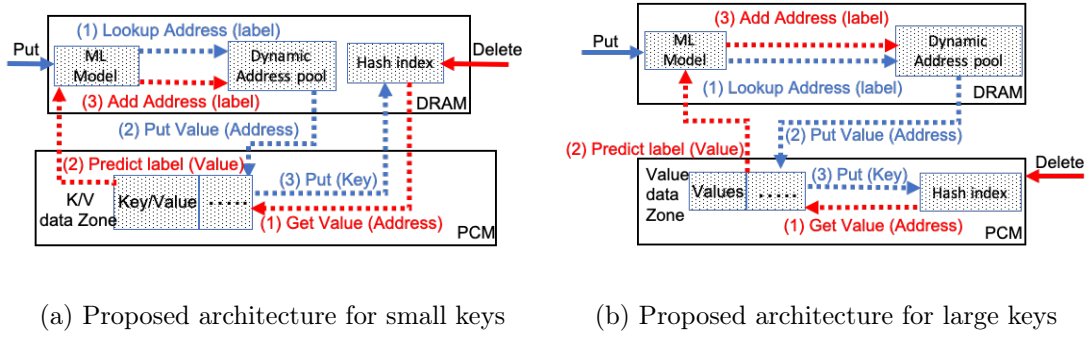 (1) Lookup Address (label)
Put
ML
Model
Dynamic
Address pool
Hash index
Delete
(3) Add Address (label)
DRAM
(2) Put Value (Address)
(2) Predict label (Value)
K/V
data Zone
Key/Value
.....
(3) Put (Key)
(1) Get Value (Address)
PCM
(a) Proposed architecture for small keys
(3) Add Address (label)
Put
ML
Model
Dynamic
Address pool
(1) Lookup Address (label)
DRAM
(2) Put Value (Address)
(2) Predict label (Value)
Delete
Value
data
Zone
Values
.....
(3) Put (Key)
Hash index
(1) Get Value (Address)
PCM
(b) Proposed architecture for large keys